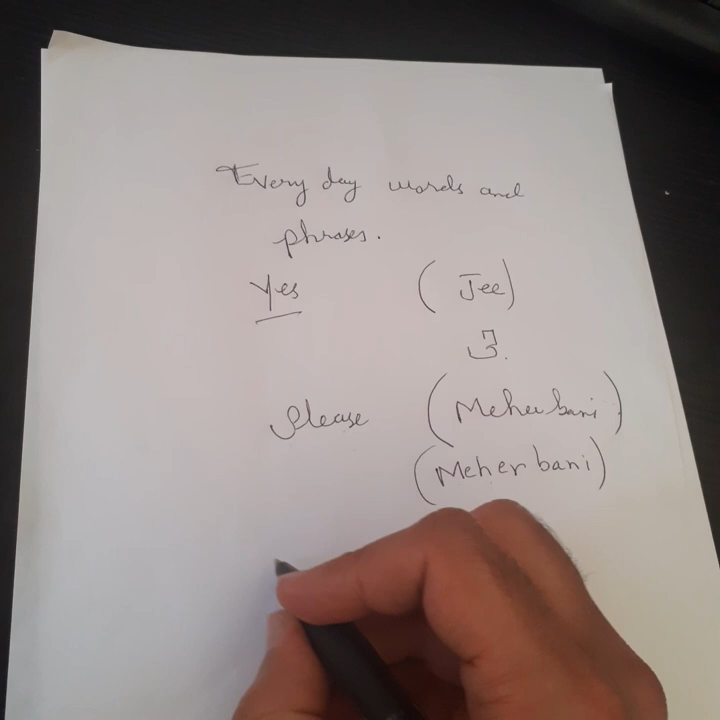 Every day words and
phrases.
Yes (Jee)
جی
Please (Meherbani)
(Meherbani)